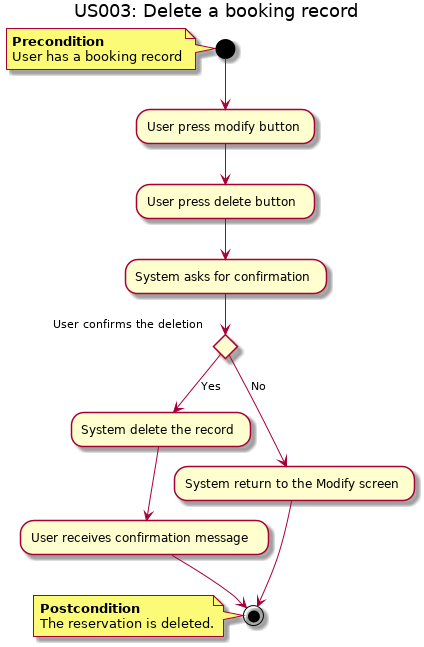 US003: Delete a booking record
Precondition
User has a booking record
User press modify button
User press delete button
System asks for confirmation
User confirms the deletion
Yes
No
System delete the record
System return to the Modify screen
User receives confirmation message
Postcondition
The reservation is deleted.